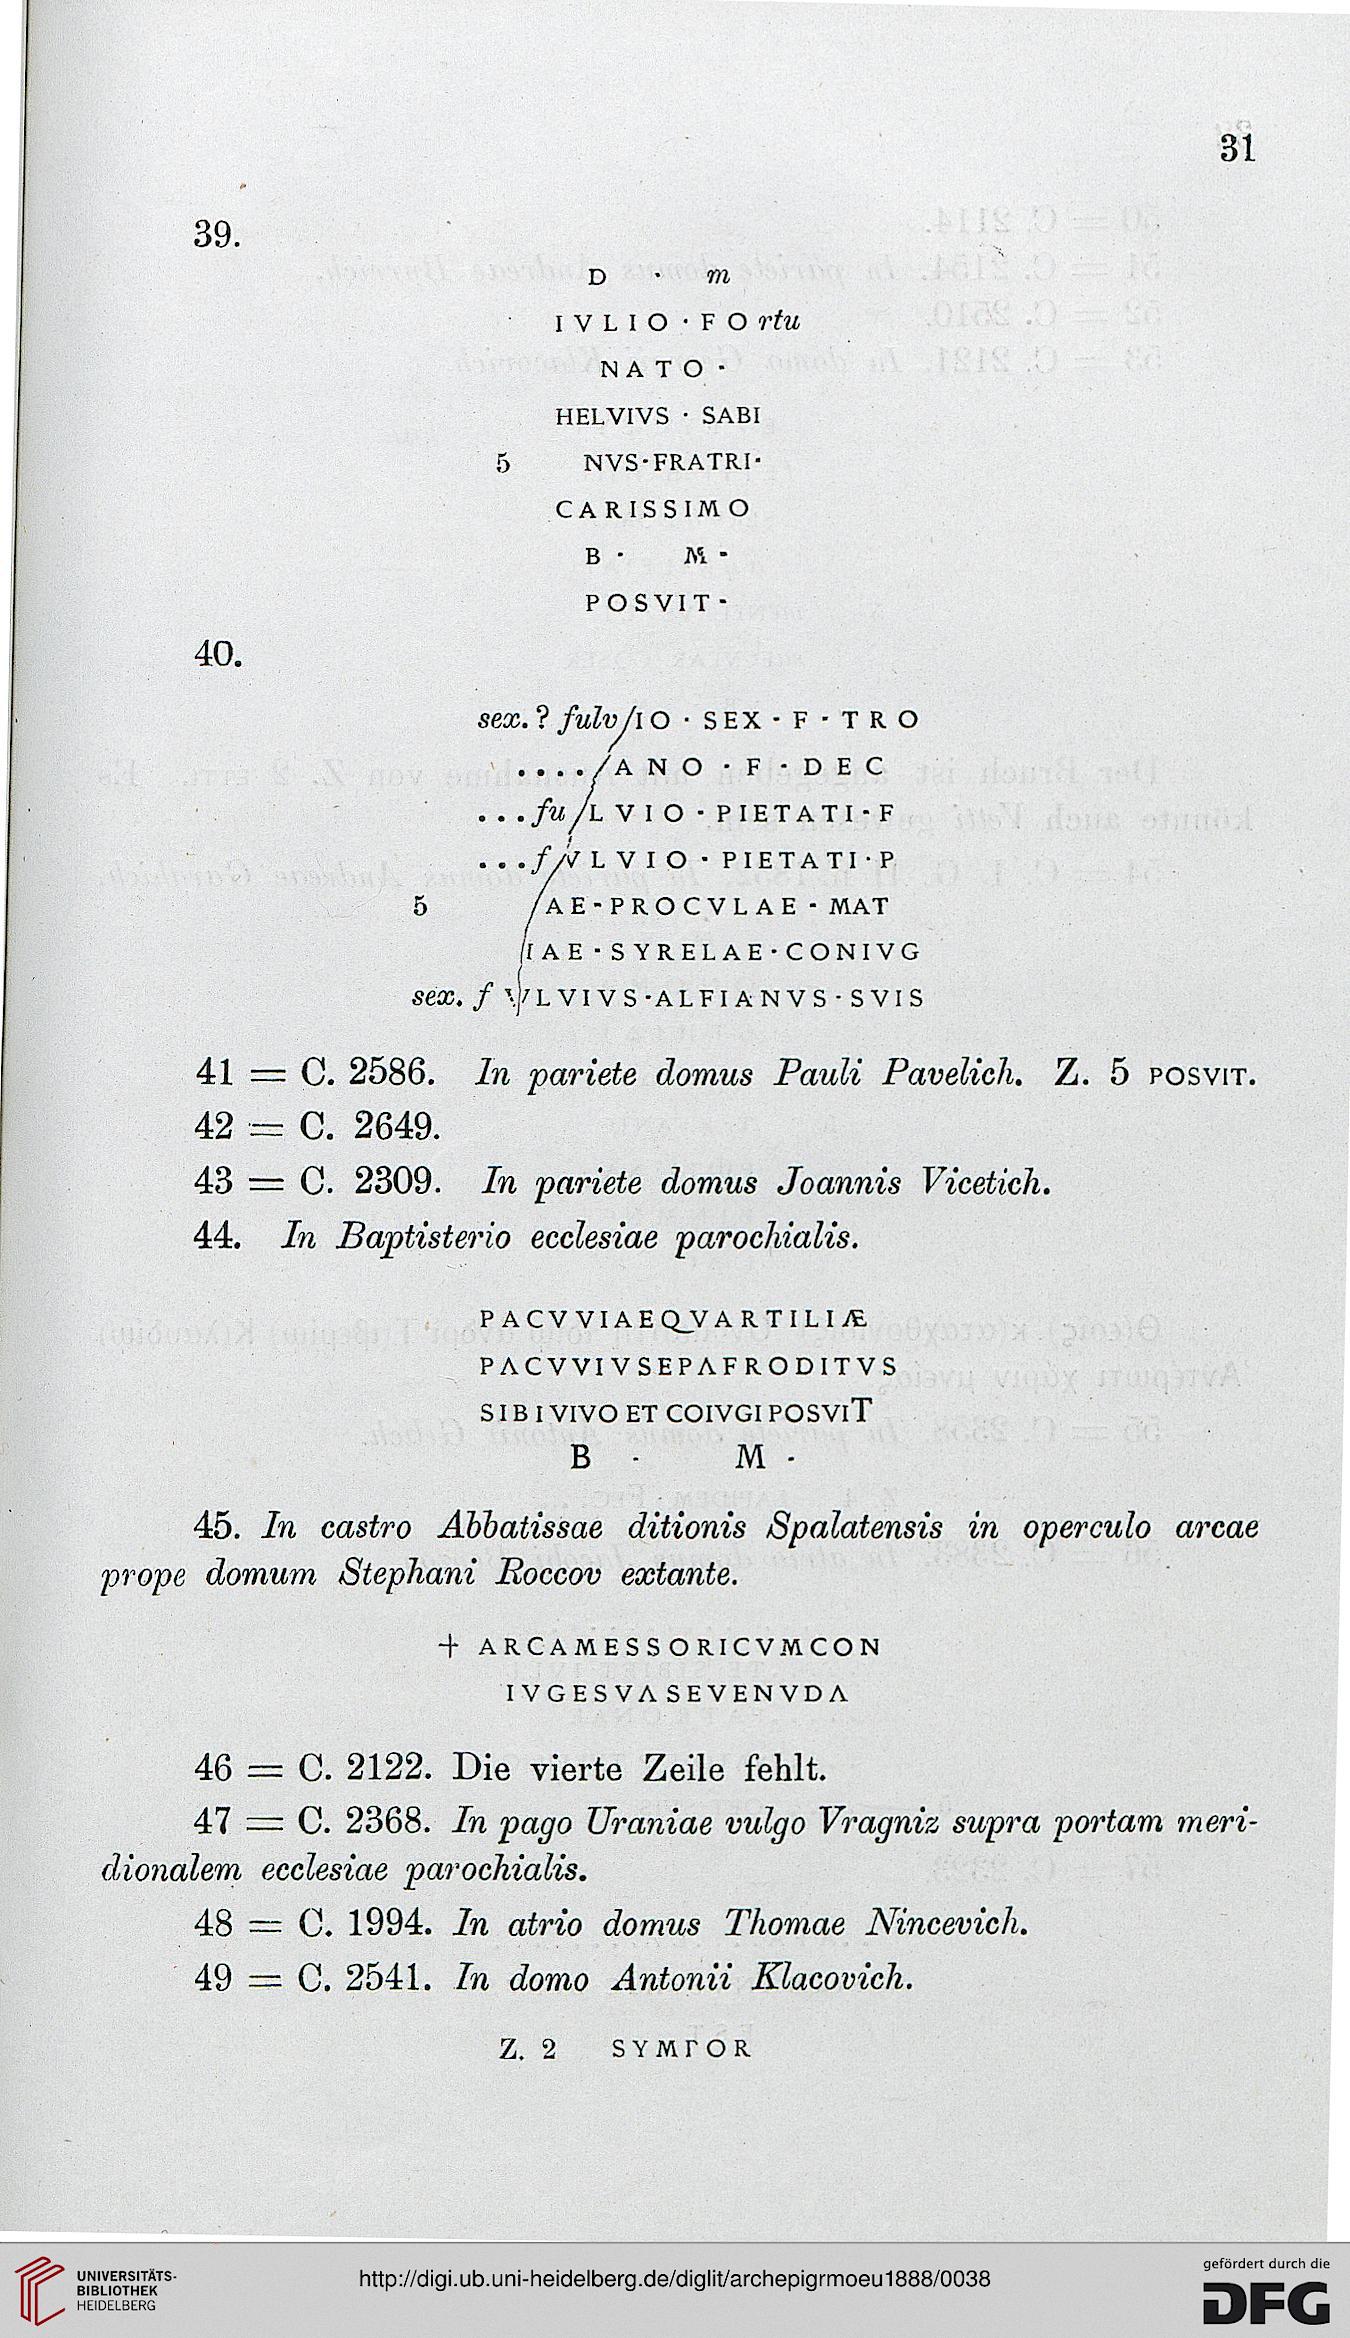 31
39.
D · m
IVLIO · FOrtu
NATO ·
HELVIVS · SABI
5 NVS · FRATRI ·
CARISSIMO
B · M ·
POSVIT ·
40.
sex. ? fulv/IO · SEX · F · TRO
. . . . /ANO · F · DEC
. . . fu/LVIO · PIETATI · F
. . . f/VLVIO · PIETATI · P
5 /AE · PROCVLAE · MAT
/IAE · SYRELAE · CONIVG
sex. f V/LVIVS · ALFIANVS · SVIS
41 = C. 2586. In pariete domus Pauli Pavelich. Z. 5 POSVIT.
42 = C. 2649.
43 = C. 2309. In pariete domus Joannis Vicetich.
44. In Baptisterio ecclesiae parochialis.
PACVVIAEQVARTILIÆ
PΛCVVIVSEPΛFRODITVS
SIBIVIVO ET COIVGIPOSVIT
B · M ·
45. In castro Abbatissae ditionis Spalatensis in operculo arcae
prope domum Stephani Roccov extante.
† ARCAMESSORICVMCON
IVGESVΛSEVENVDΛ
46 = C. 2122. Die vierte Zeile fehlt.
47 = C. 2368. In pago Uraniae vulgo Vragniz supra portam meri-
dionalem ecclesiae parochialis.
48 = C. 1994. In atrio domus Thomae Nincevich.
49 = C. 2541. In domo Antonii Klacovich.
Z. 2 SYMΓOR
UNIVERSITÄTS-
BIBLIOTHEK
HEIDELBERG
http://digi.ub.uni-heidelberg.de/diglit/archepigrmoeu1888/0038
gefördert durch die
DFG